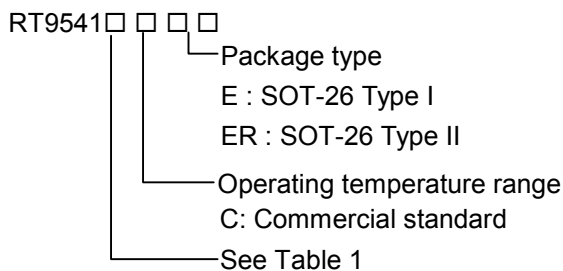 RT9541□ □ □ □
Package type
E : SOT-26 Type I
ER : SOT-26 Type II
Operating temperature range
C: Commercial standard
See Table 1